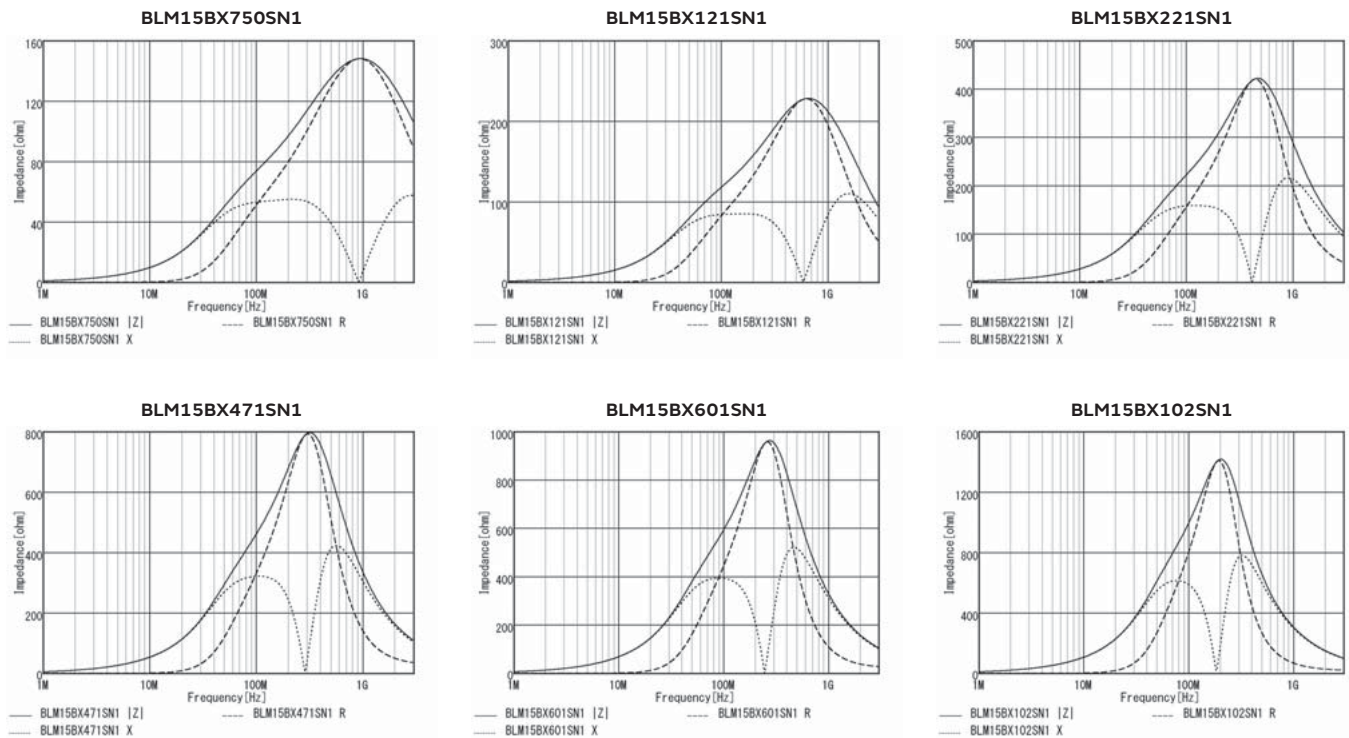 BLM15BX750SN1
160
120
80
40
0
Impedance[ohm]
1M 10M 100M 1G
Frequency[Hz]
BLM15BX750SN1 |Z| BLM15BX750SN1 R
BLM15BX750SN1 X
BLM15BX121SN1
300
200
100
0
Impedance[ohm]
1M 10M 100M 1G
Frequency[Hz]
BLM15BX121SN1 |Z| BLM15BX121SN1 R
BLM15BX121SN1 X
BLM15BX221SN1
500
400
300
200
100
0
Impedance[ohm]
1M 10M 100M 1G
Frequency[Hz]
BLM15BX221SN1 |Z| BLM15BX221SN1 R
BLM15BX221SN1 X
BLM15BX471SN1
800
600
400
200
0
Impedance[ohm]
1M 10M 100M 1G
Frequency[Hz]
BLM15BX471SN1 |Z| BLM15BX471SN1 R
BLM15BX471SN1 X
BLM15BX601SN1
1000
800
600
400
200
0
Impedance[ohm]
1M 10M 100M 1G
Frequency[Hz]
BLM15BX601SN1 |Z| BLM15BX601SN1 R
BLM15BX601SN1 X
BLM15BX102SN1
1600
1200
800
400
0
Impedance[ohm]
1M 10M 100M 1G
Frequency[Hz]
BLM15BX102SN1 |Z| BLM15BX102SN1 R
BLM15BX102SN1 X